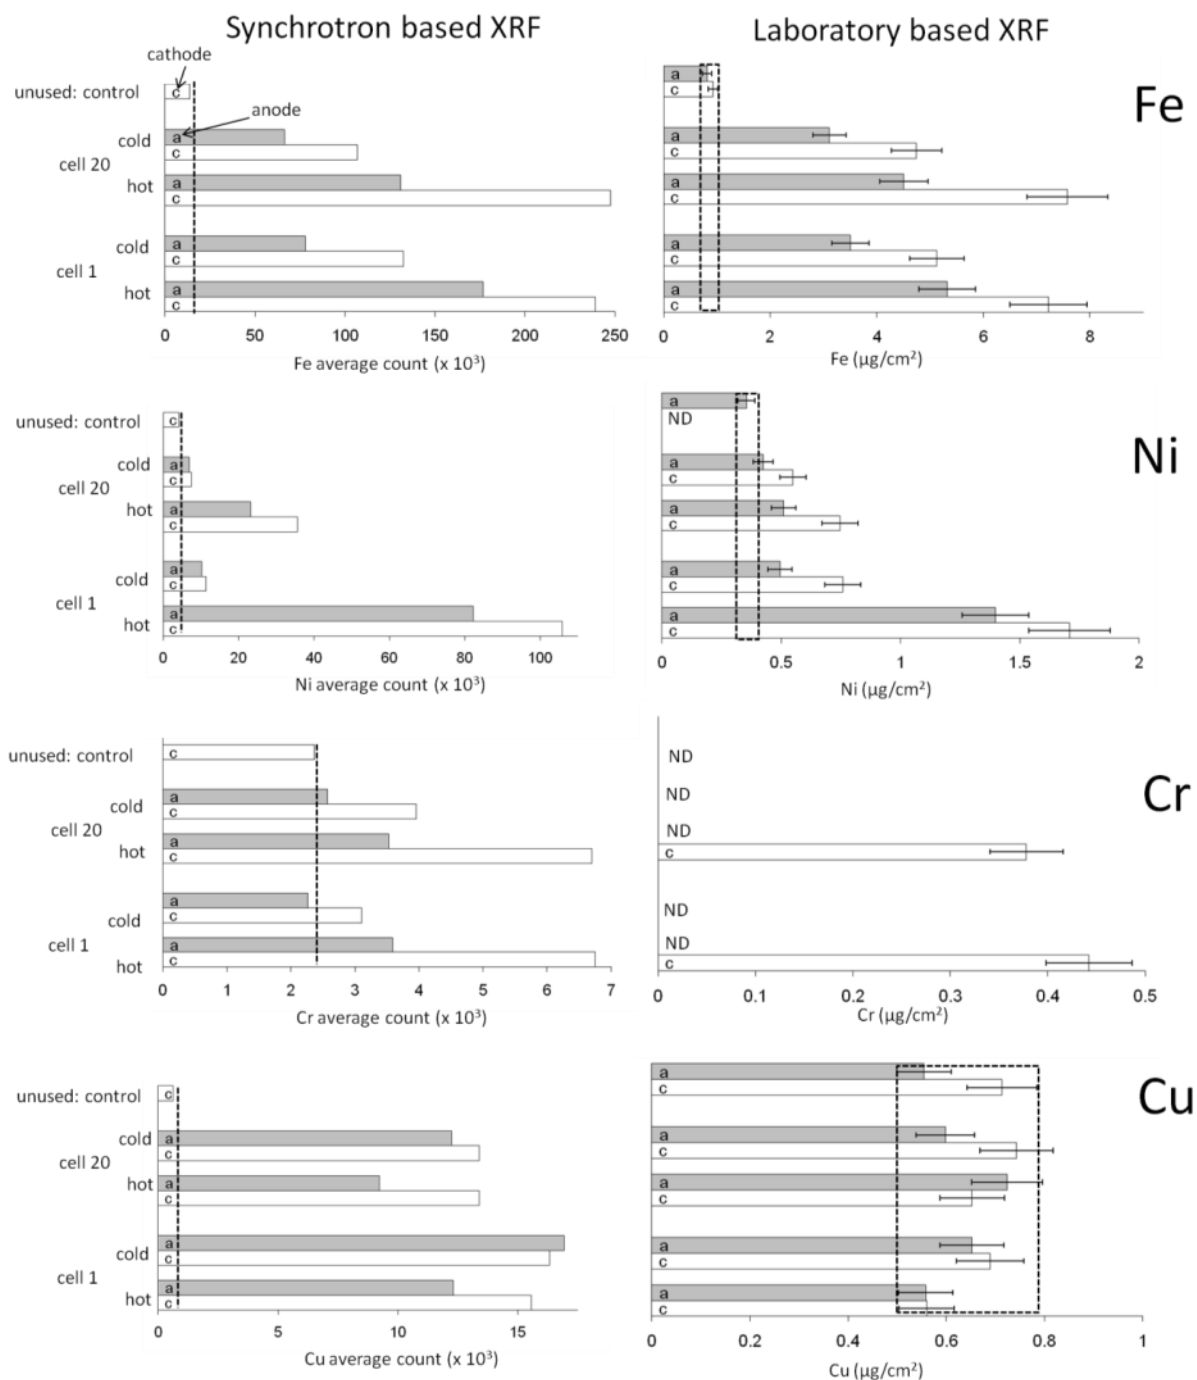 Synchrotron based XRF
Laboratory based XRF
cathode
anode
unused: control
cold
cell 20
hot
cold
cell 1
hot
c
a
c
a
c
a
c
a
c
0 50 100 150 200 250
Fe average count (x 10³)
a
c
a
c
a
c
a
c
a
c
0 2 4 6 8
Fe (µg/cm²)
Fe
unused: control
cold
cell 20
hot
cold
cell 1
hot
c
a
c
a
c
a
c
a
c
0 20 40 60 80 100
Ni average count (x 10³)
a
ND
a
c
a
c
a
c
a
c
0 0.5 1 1.5 2
Ni (µg/cm²)
Ni
unused: control
cold
cell 20
hot
cold
cell 1
hot
c
a
c
a
c
a
c
a
c
0 1 2 3 4 5 6 7
Cr average count (x 10³)
ND
ND
ND
c
ND
ND
c
0 0.1 0.2 0.3 0.4 0.5
Cr (µg/cm²)
Cr
unused: control
cold
cell 20
hot
cold
cell 1
hot
c
a
c
a
c
a
c
a
c
0 5 10 15
Cu average count (x 10³)
a
c
a
c
a
c
a
c
a
c
0 0.2 0.4 0.6 0.8 1
Cu (µg/cm²)
Cu